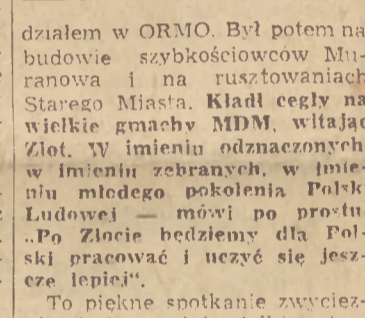 działem w ORMO. Był potem na
budowie szybkościowców Mu-
ranowa i na rusztowaniach
Starego Miasta. Kładł cegły na
wielkie gmachy MDM, witając
Zlot. W imieniu odznaczonych
w imieniu zebranych, w imie-
niu młodego pokolenia Polski
Ludowej — mówi po prostu
„Po Zlocie będziemy dla Pol-
ski pracować i uczyć się jesz-
cze lepiej“.
To piękne spotkanie zwycięz-